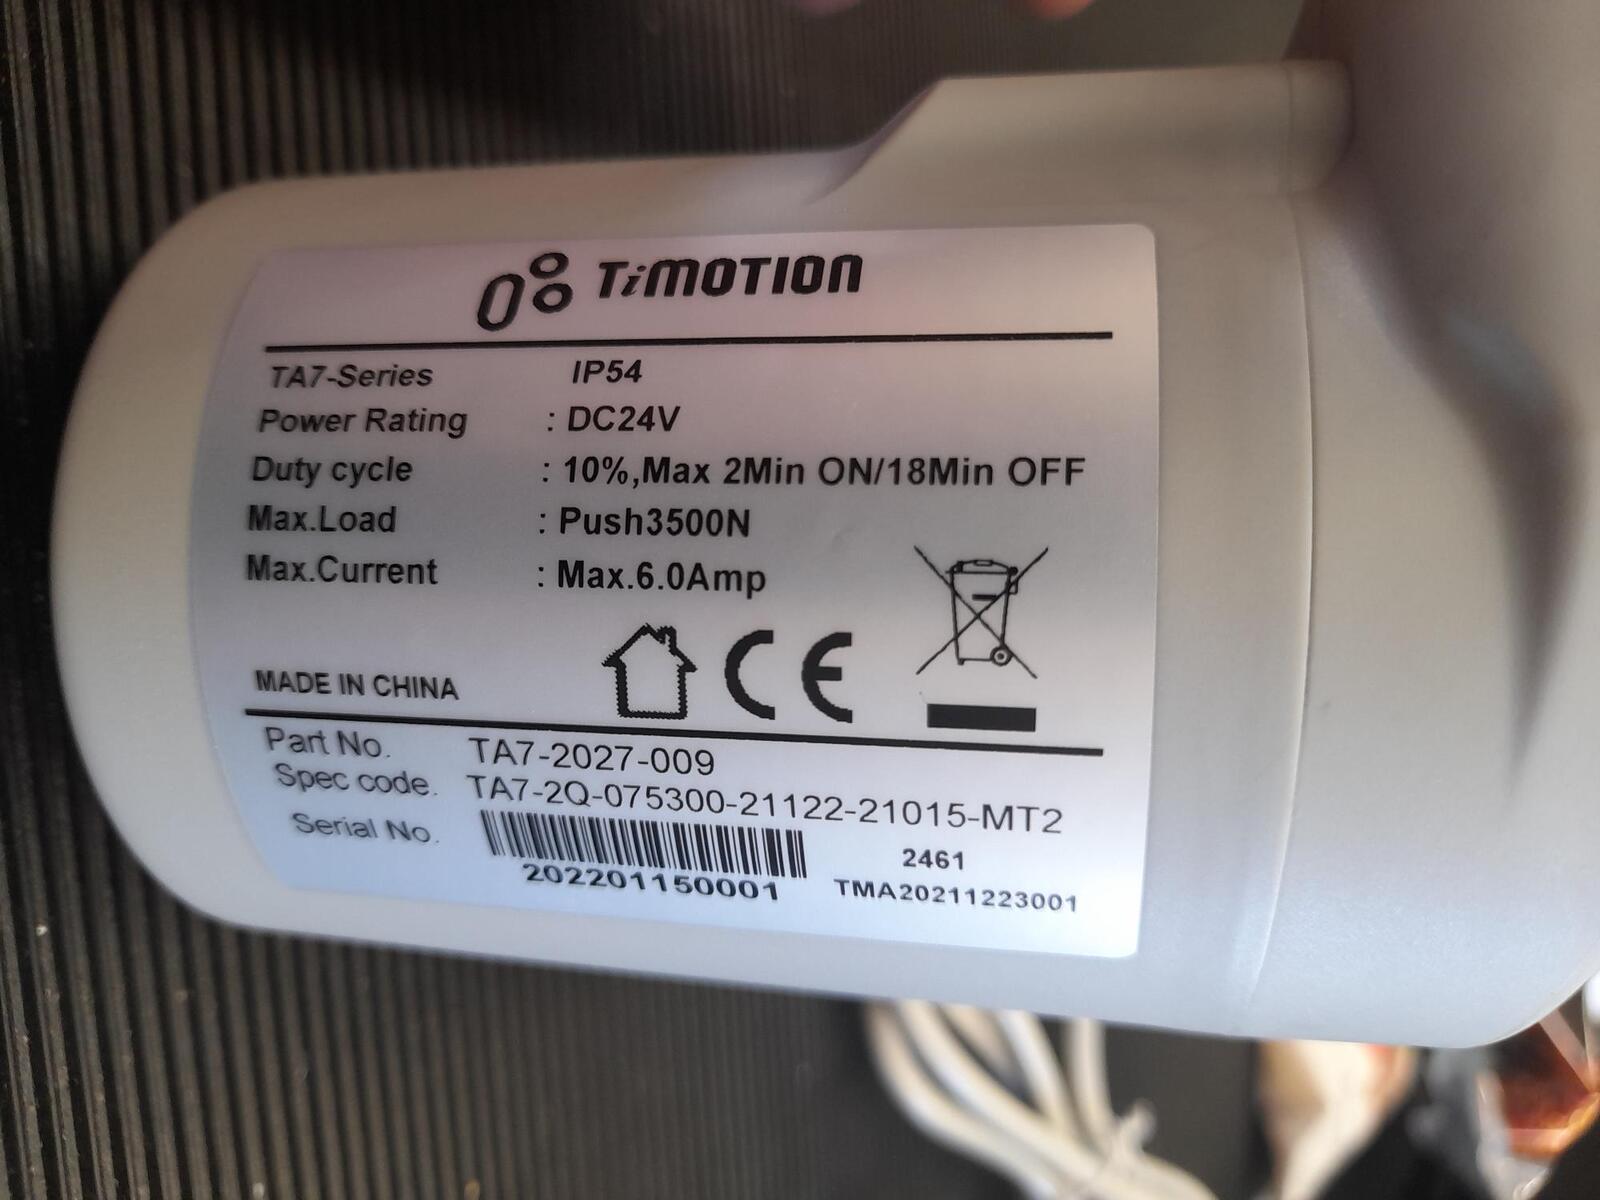 TiMOTION
TA7-Series IP54
Power Rating : DC24V
Duty cycle : 10%,Max 2Min ON/18Min OFF
Max.Load : Push3500N
Max.Current : Max.6.0Amp
MADE IN CHINA CE
Part No. TA7-2027-009
Spec code. TA7-2Q-075300-21122-21015-MT2
Serial No. 202201150001
2461
TMA20211223001